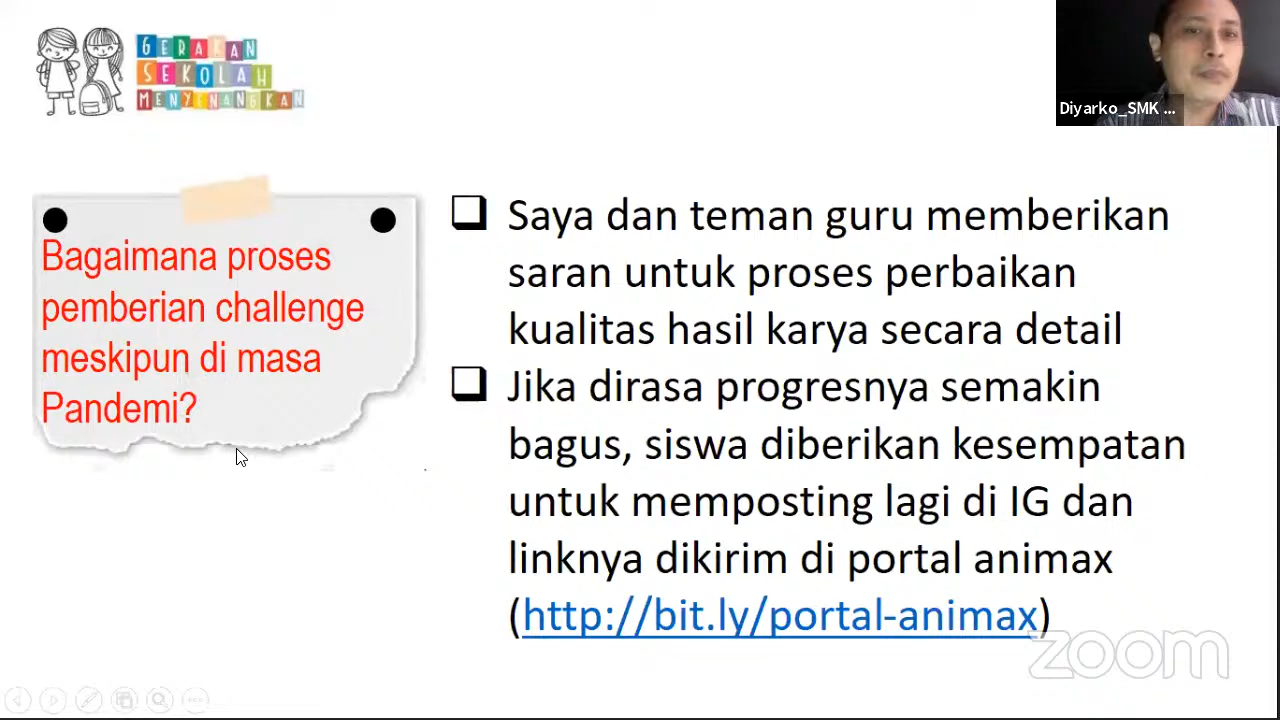 GERAKAN
SEKOLAH
MENYENANGKAN
Diyarko_SMK ...
Bagaimana proses
pemberian challenge
meskipun di masa
Pandemi?
Saya dan teman guru memberikan
saran untuk proses perbaikan
kualitas hasil karya secara detail
Jika dirasa progresnya semakin
bagus, siswa diberikan kesempatan
untuk memposting lagi di IG dan
linknya dikirim di portal animax
(http://bit.ly/portal-animax)
zoom